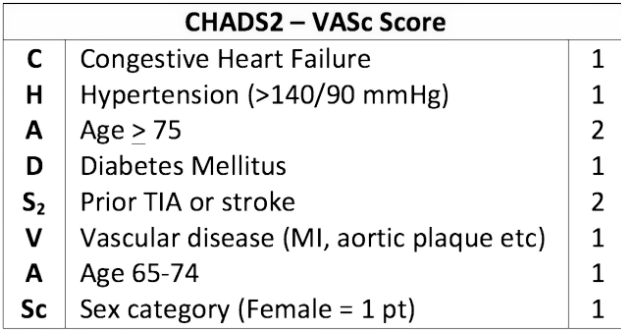 CHADS2 – VASc Score
C Congestive Heart Failure 1
H Hypertension (>140/90 mmHg) 1
A Age ≥ 75 2
D Diabetes Mellitus 1
S₂ Prior TIA or stroke 2
V Vascular disease (MI, aortic plaque etc) 1
A Age 65-74 1
Sc Sex category (Female = 1 pt) 1